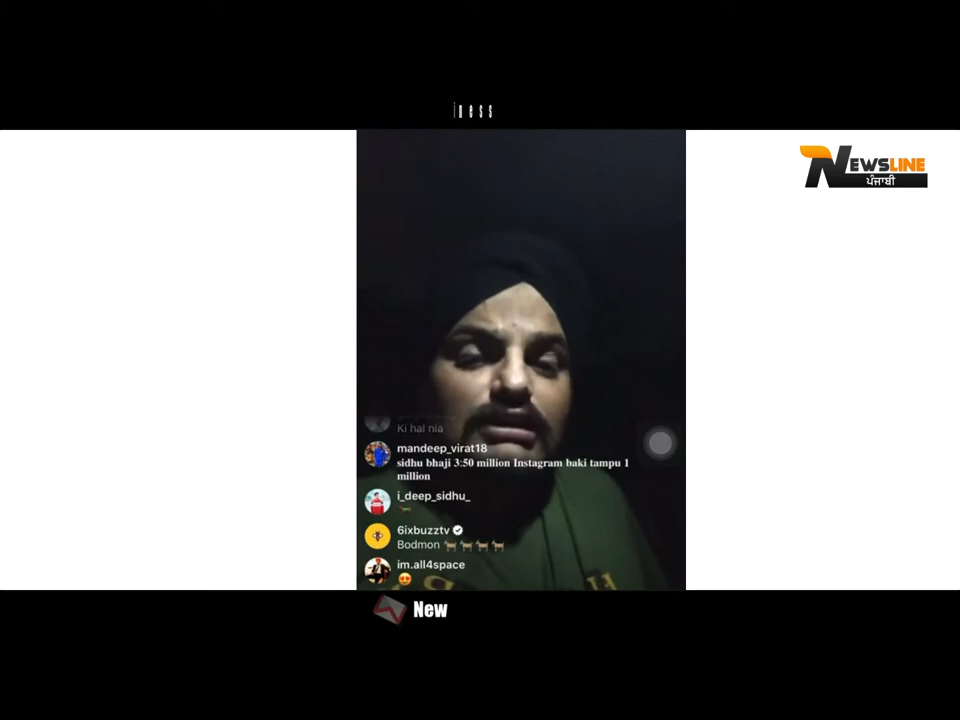 iness
NEWSLINE
ਪੰਜਾਬੀ
Ki hal nia
mandeep_virat18
sidhu bhaji 3:50 million Instagram baki tampu 1
million
i_deep_sidhu_
6ixbuzztv
Bodmon
im.all4space
New